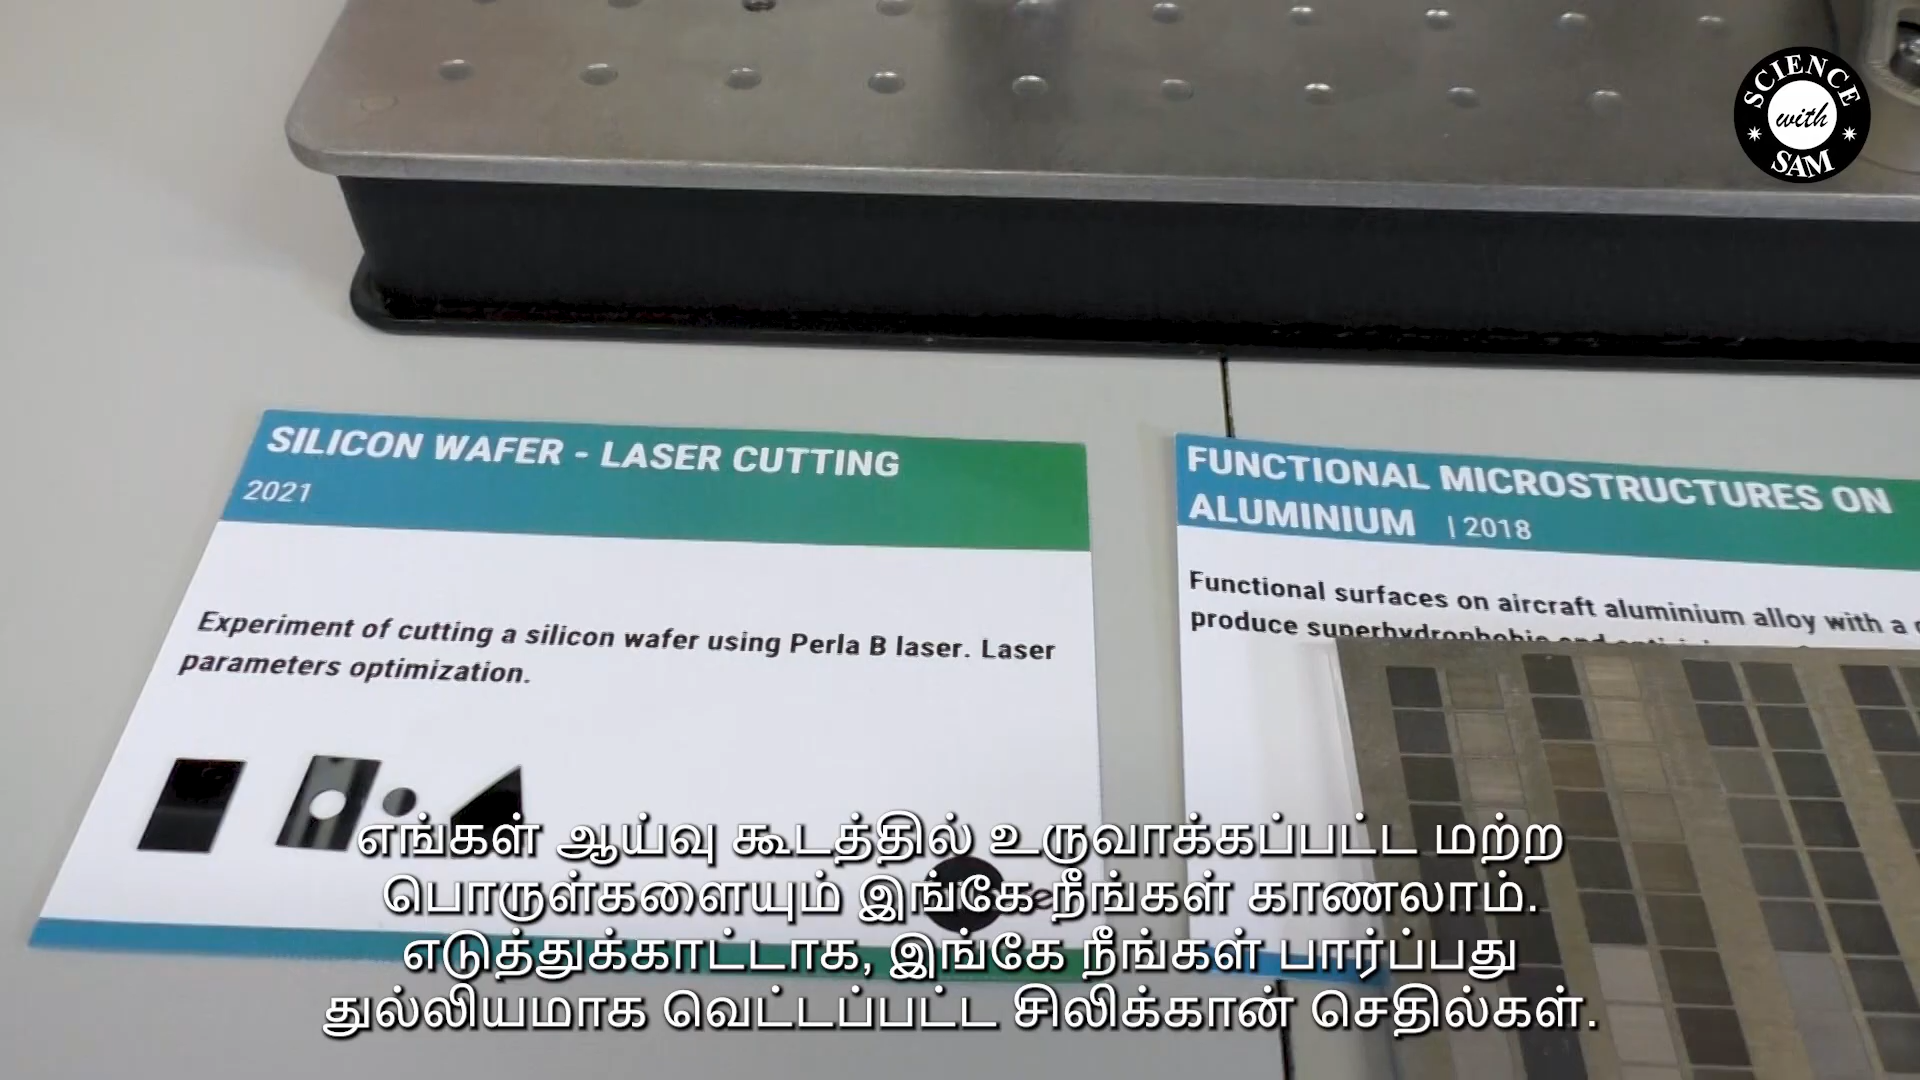 SCIENCE
with
SAM
SILICON WAFER - LASER CUTTING
2021
Experiment of cutting a silicon wafer using Perla B laser. Laser
parameters optimization.
FUNCTIONAL MICROSTRUCTURES ON
ALUMINIUM | 2018
Functional surfaces on aircraft aluminium alloy with a
produce superhydrophobic and
எங்கள் ஆய்வு கூடத்தில் உருவாக்கப்பட்ட மற்ற
பொருள்களையும் இங்கே நீங்கள் காணலாம்.
எடுத்துக்காட்டாக, இங்கே நீங்கள் பார்ப்பது
துல்லியமாக வெட்டப்பட்ட சிலிக்கான் செதில்கள்.